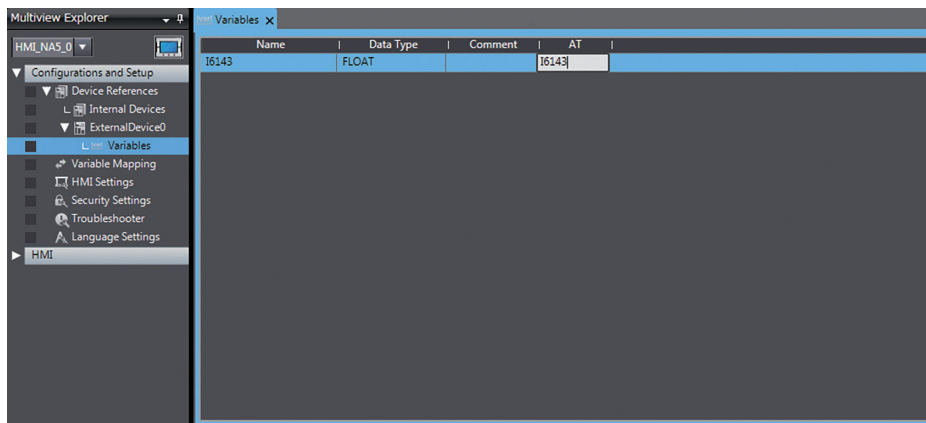 Multiview Explorer
HMI_NA5_0
Configurations and Setup
Device References
Internal Devices
ExternalDevice0
Variables
Variable Mapping
HMI Settings
Security Settings
Troubleshooter
Language Settings
HMI
Variables
Name Data Type Comment AT
I6143 FLOAT I6143